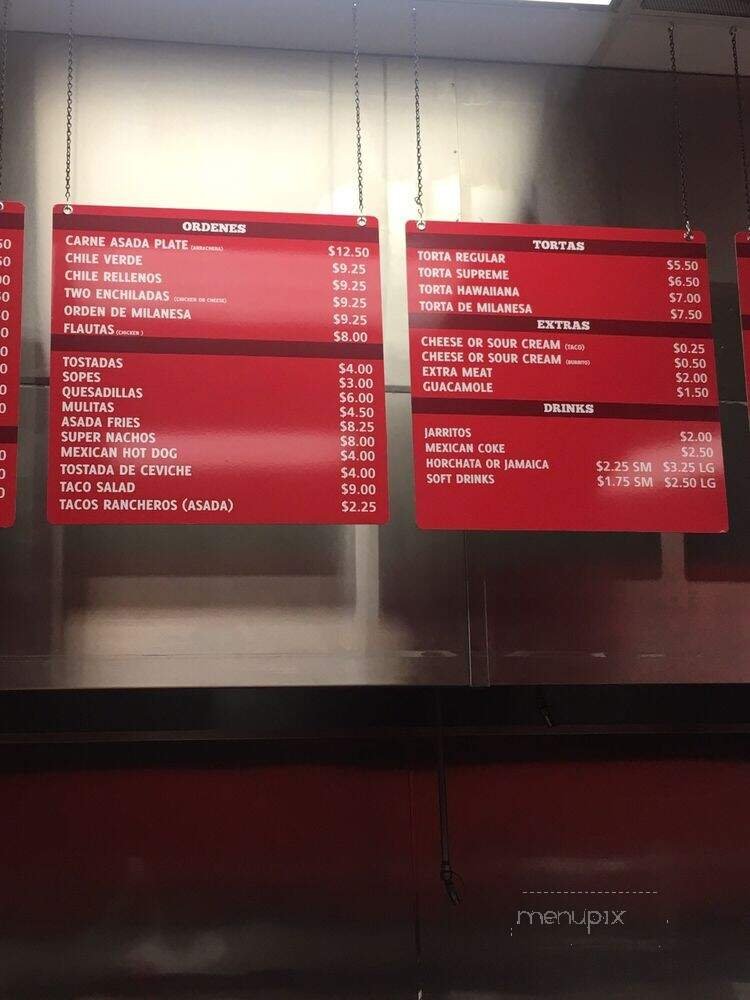 ORDENES
CARNE ASADA PLATE (ARRACHERA) $12.50
CHILE VERDE $9.25
CHILE RELLENOS $9.25
TWO ENCHILADAS (CHICKEN OR CHEESE) $9.25
ORDEN DE MILANESA $9.25
FLAUTAS (CHICKEN) $8.00
TOSTADAS $4.00
SOPES $3.00
QUESADILLAS $6.00
MULITAS $4.50
ASADA FRIES $8.25
SUPER NACHOS $8.00
MEXICAN HOT DOG $4.00
TOSTADA DE CEVICHE $4.00
TACO SALAD $9.00
TACOS RANCHEROS (ASADA) $2.25
TORTAS
TORTA REGULAR $5.50
TORTA SUPREME $6.50
TORTA HAWAIIANA $7.00
TORTA DE MILANESA $7.50
EXTRAS
CHEESE OR SOUR CREAM (TACO) $0.25
CHEESE OR SOUR CREAM (BURRITO) $0.50
EXTRA MEAT $2.00
GUACAMOLE $1.50
DRINKS
JARRITOS $2.00
MEXICAN COKE $2.50
HORCHATA OR JAMAICA $2.25 SM $3.25 LG
SOFT DRINKS $1.75 SM $2.50 LG
menupix